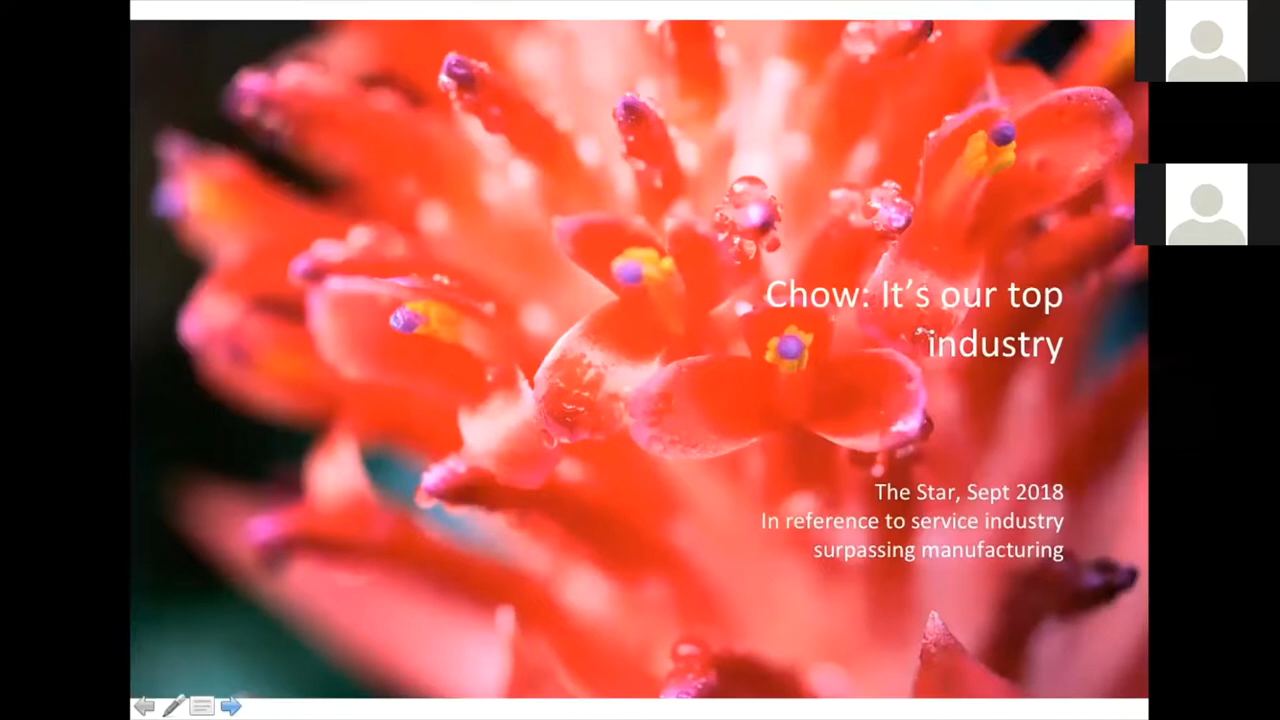 Chow: It’s our top
industry
The Star, Sept 2018
In reference to service industry
surpassing manufacturing